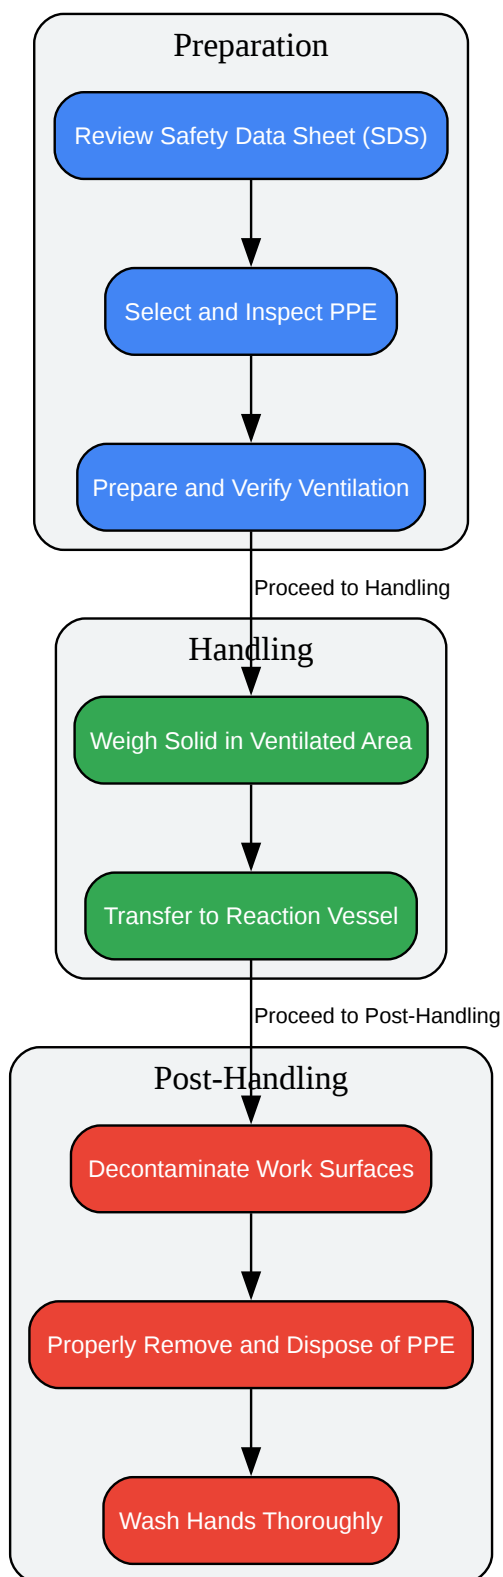 Preparation
Review Safety Data Sheet (SDS)
Select and Inspect PPE
Prepare and Verify Ventilation
Proceed to Handling
Handling
Weigh Solid in Ventilated Area
Transfer to Reaction Vessel
Proceed to Post-Handling
Post-Handling
Decontaminate Work Surfaces
Properly Remove and Dispose of PPE
Wash Hands Thoroughly